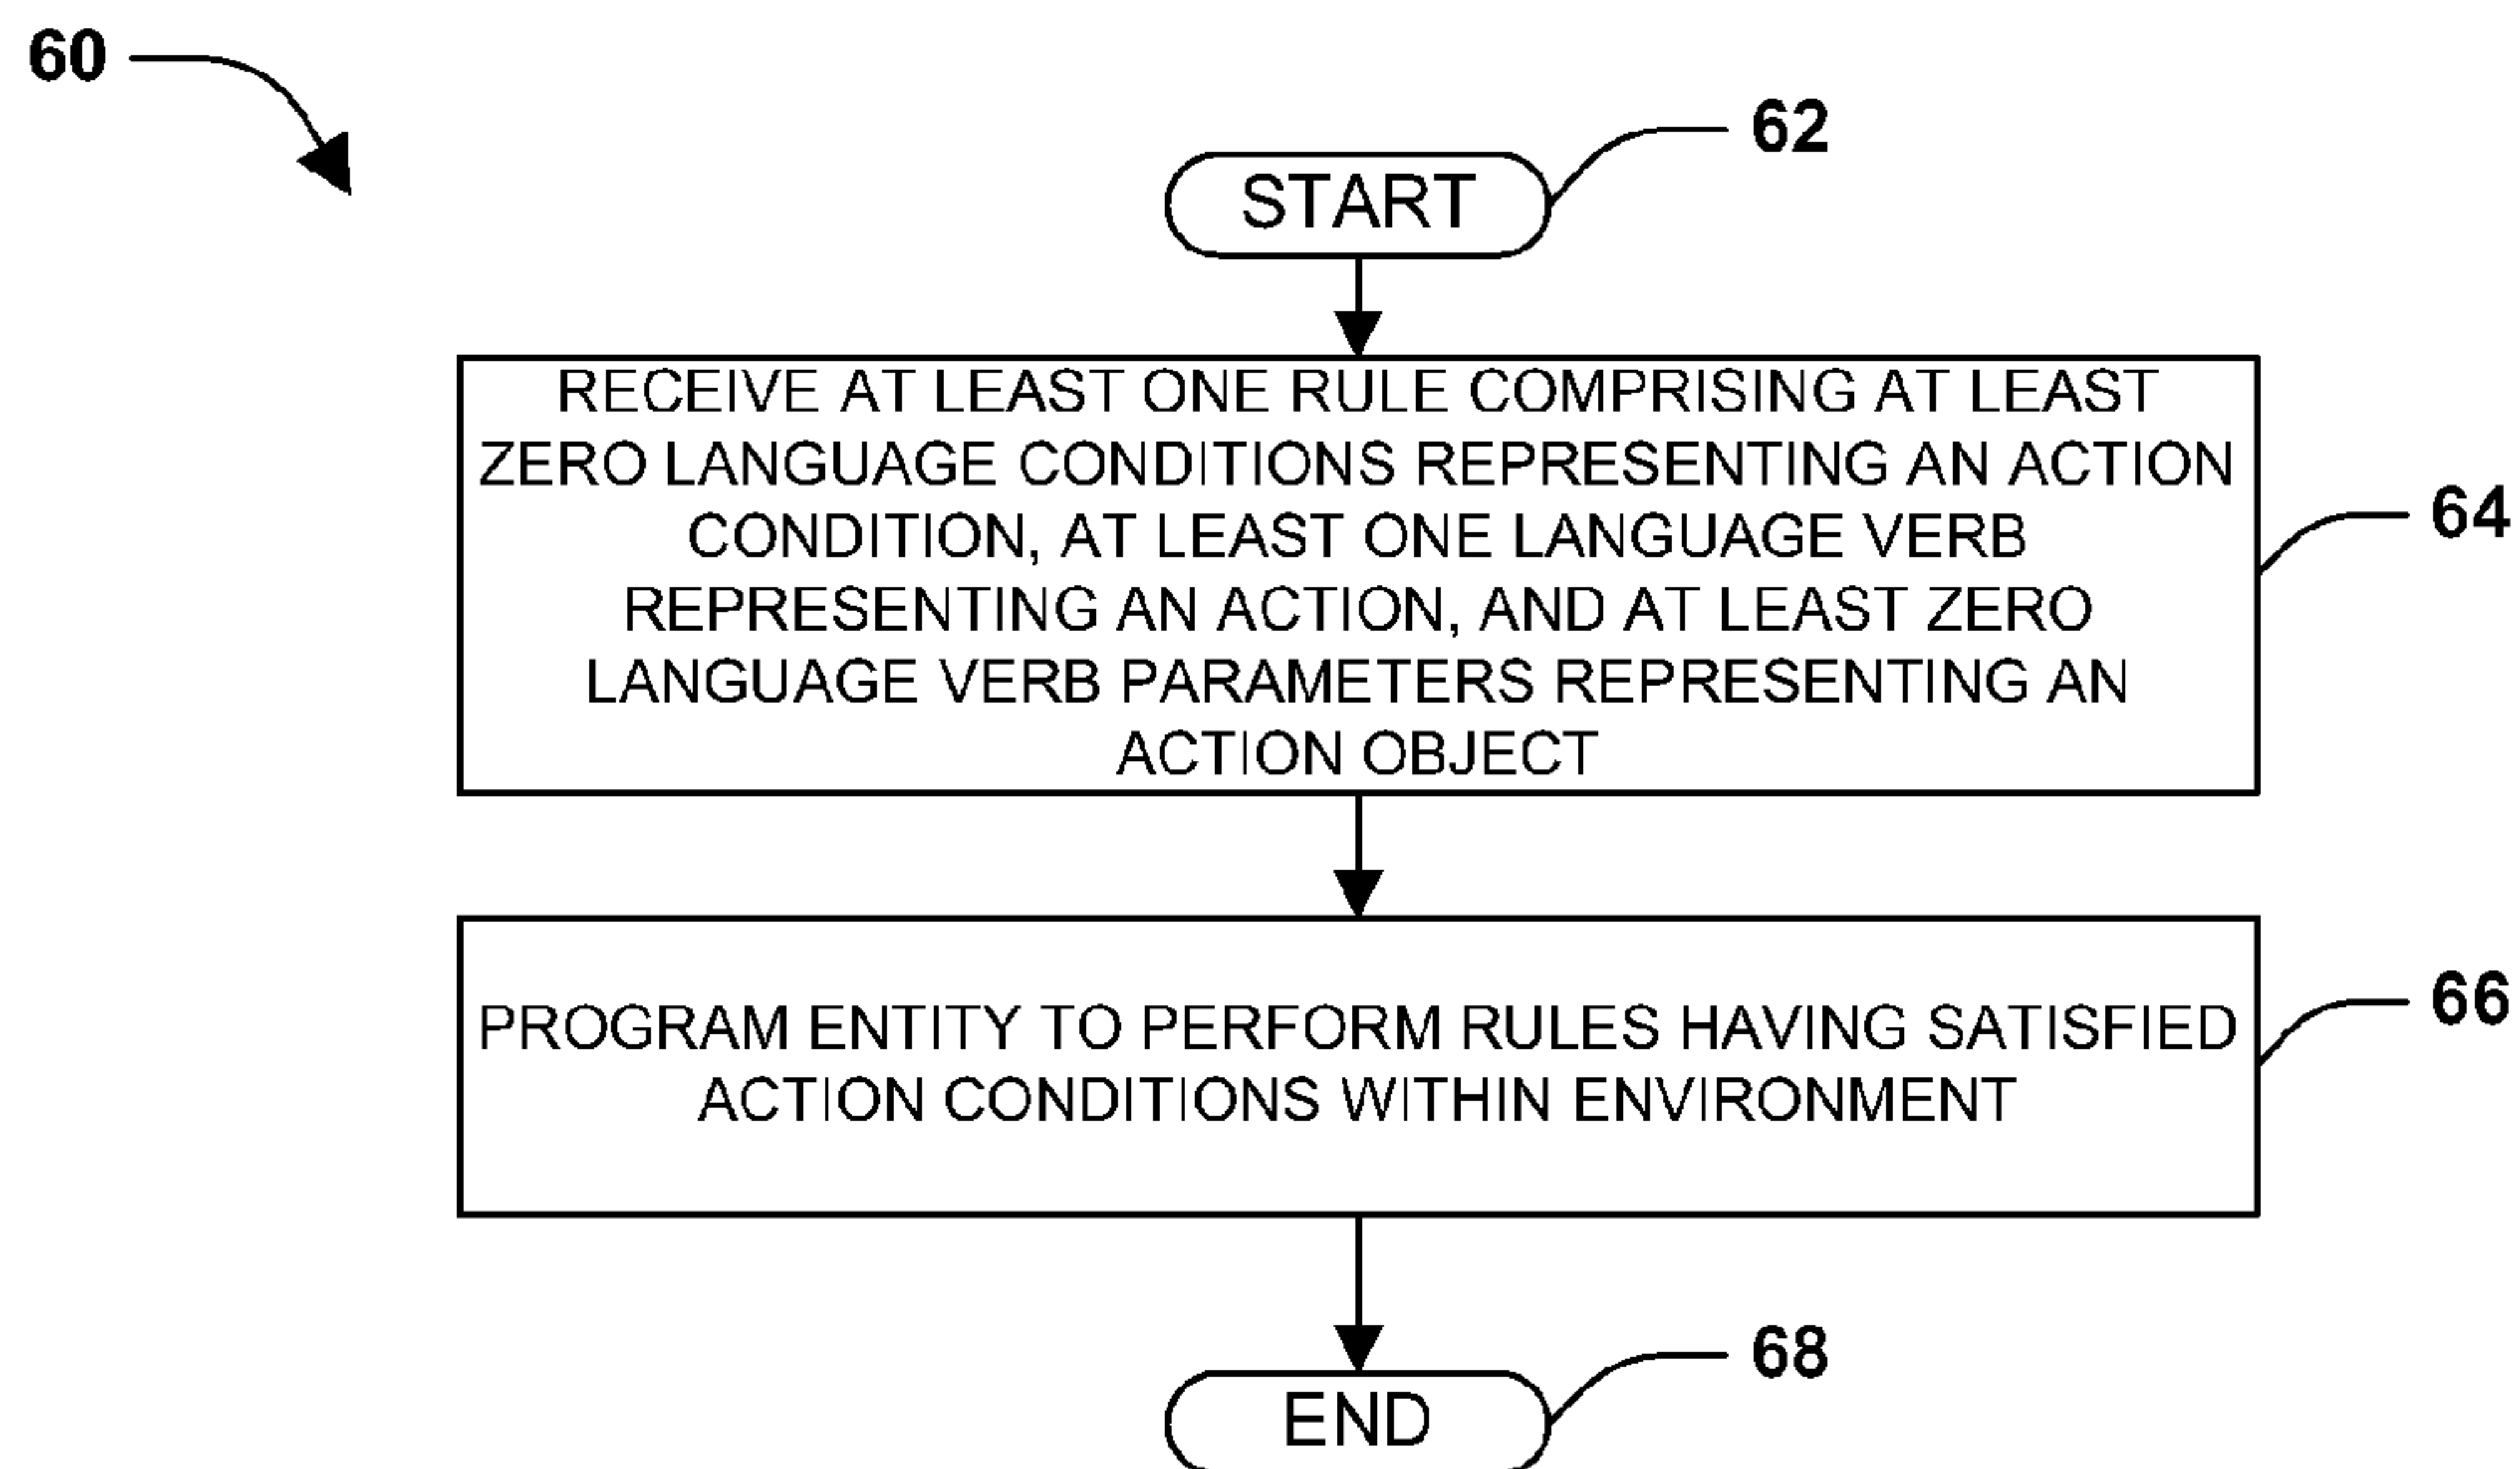 60
62
START
RECEIVE AT LEAST ONE RULE COMPRISING AT LEAST
ZERO LANGUAGE CONDITIONS REPRESENTING AN ACTION
CONDITION, AT LEAST ONE LANGUAGE VERB
REPRESENTING AN ACTION, AND AT LEAST ZERO
LANGUAGE VERB PARAMETERS REPRESENTING AN
ACTION OBJECT
64
PROGRAM ENTITY TO PERFORM RULES HAVING SATISFIED
ACTION CONDITIONS WITHIN ENVIRONMENT
66
68
END